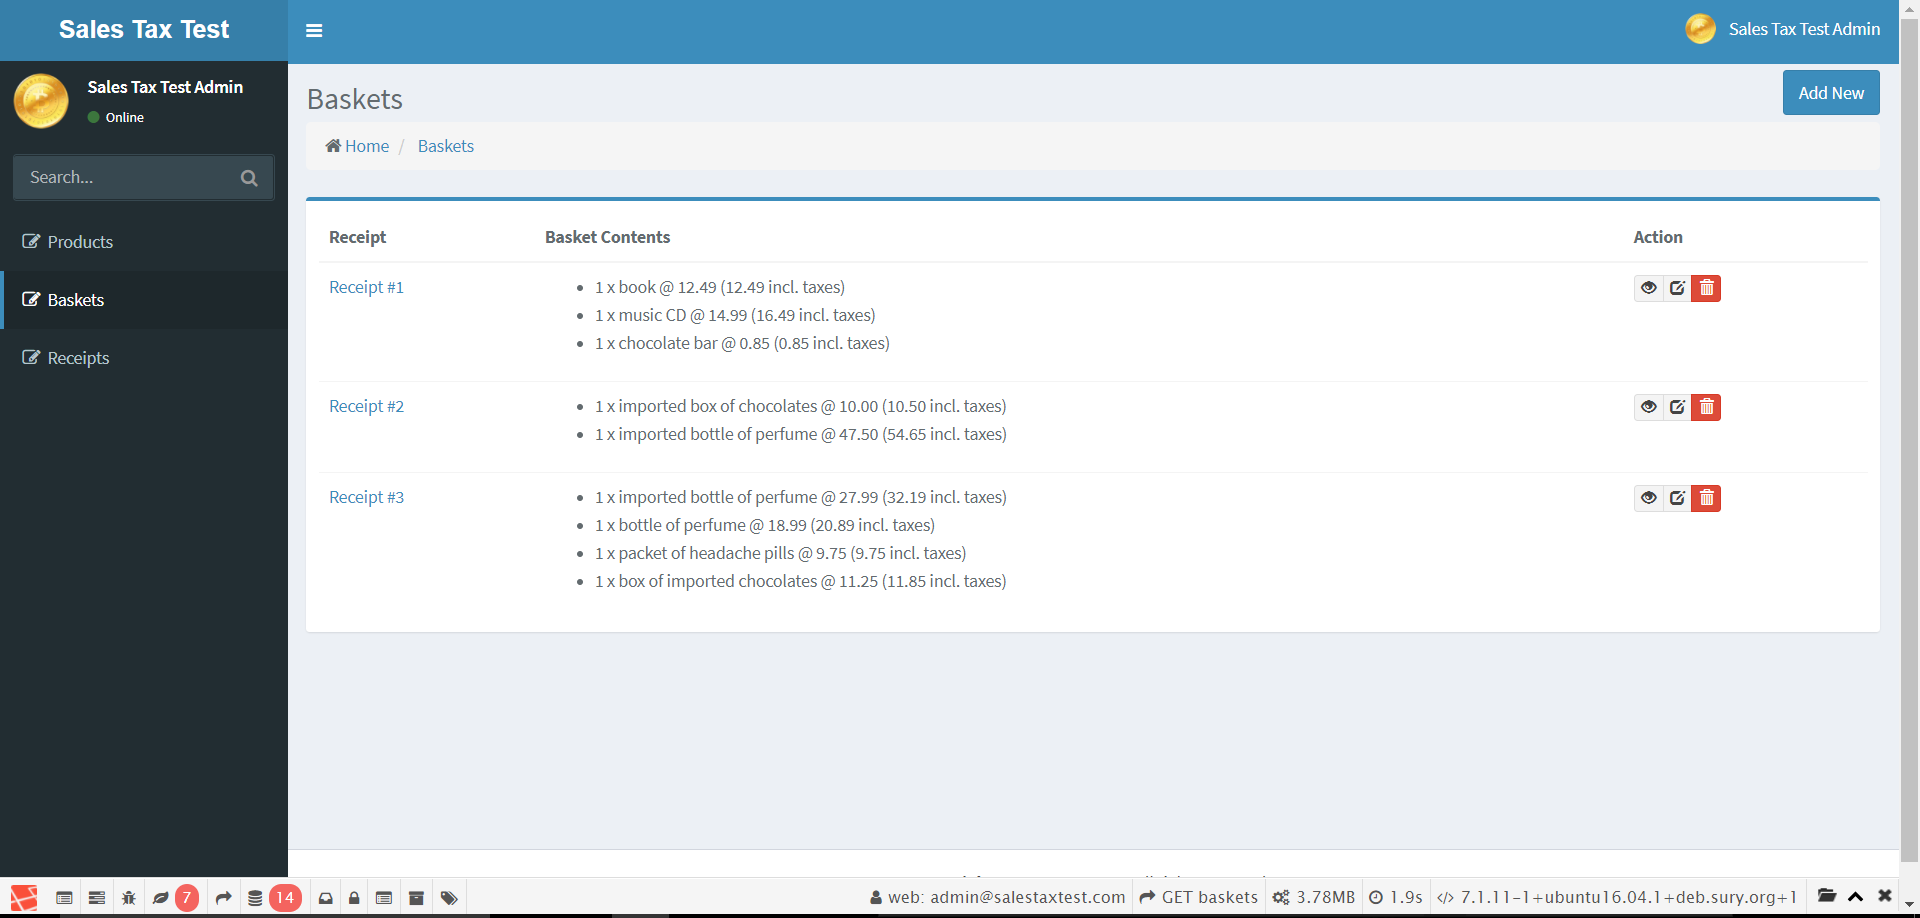 Sales Tax Test
Sales Tax Test Admin
Sales Tax Test Admin
Online
Search...
Products
Baskets
Receipts
Baskets
Add New
Home / Baskets
Receipt Basket Contents Action
Receipt #1
1 x book @ 12.49 (12.49 incl. taxes)
1 x music CD @ 14.99 (16.49 incl. taxes)
1 x chocolate bar @ 0.85 (0.85 incl. taxes)
Receipt #2
1 x imported box of chocolates @ 10.00 (10.50 incl. taxes)
1 x imported bottle of perfume @ 47.50 (54.65 incl. taxes)
Receipt #3
1 x imported bottle of perfume @ 27.99 (32.19 incl. taxes)
1 x bottle of perfume @ 18.99 (20.89 incl. taxes)
1 x packet of headache pills @ 9.75 (9.75 incl. taxes)
1 x box of imported chocolates @ 11.25 (11.85 incl. taxes)
7 14 web: admin@salestaxtest.com GET baskets 3.78MB 1.9s 7.1.11-1+ubuntu16.04.1+deb.sury.org+1